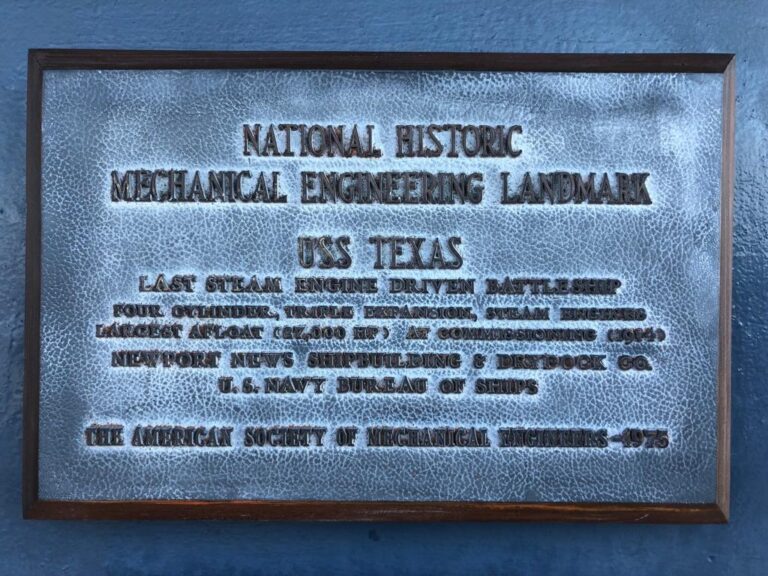 NATIONAL HISTORIC
MECHANICAL ENGINEERING LANDMARK
USS TEXAS
LAST STEAM ENGINE DRIVEN BATTLESHIP
FOUR CYLINDER, TRIPLE EXPANSION, STEAM ENGINES
LARGEST AFLOAT (27,000 HP) AT COMMISSIONING (1914)
NEWPORT NEWS SHIPBUILDING & DRYDOCK CO.
U. S. NAVY BUREAU OF SHIPS
THE AMERICAN SOCIETY OF MECHANICAL ENGINEERS-1975